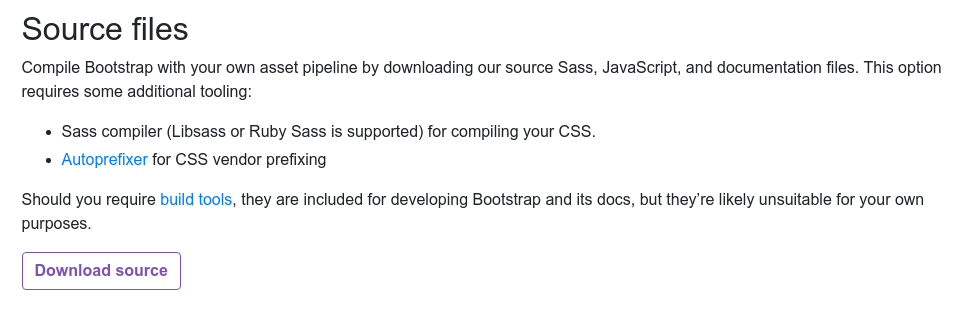 Source files
Compile Bootstrap with your own asset pipeline by downloading our source Sass, JavaScript, and documentation files. This option
requires some additional tooling:
Sass compiler (Libsass or Ruby Sass is supported) for compiling your CSS.
Autoprefixer for CSS vendor prefixing
Should you require build tools, they are included for developing Bootstrap and its docs, but they’re likely unsuitable for your own
purposes.
Download source